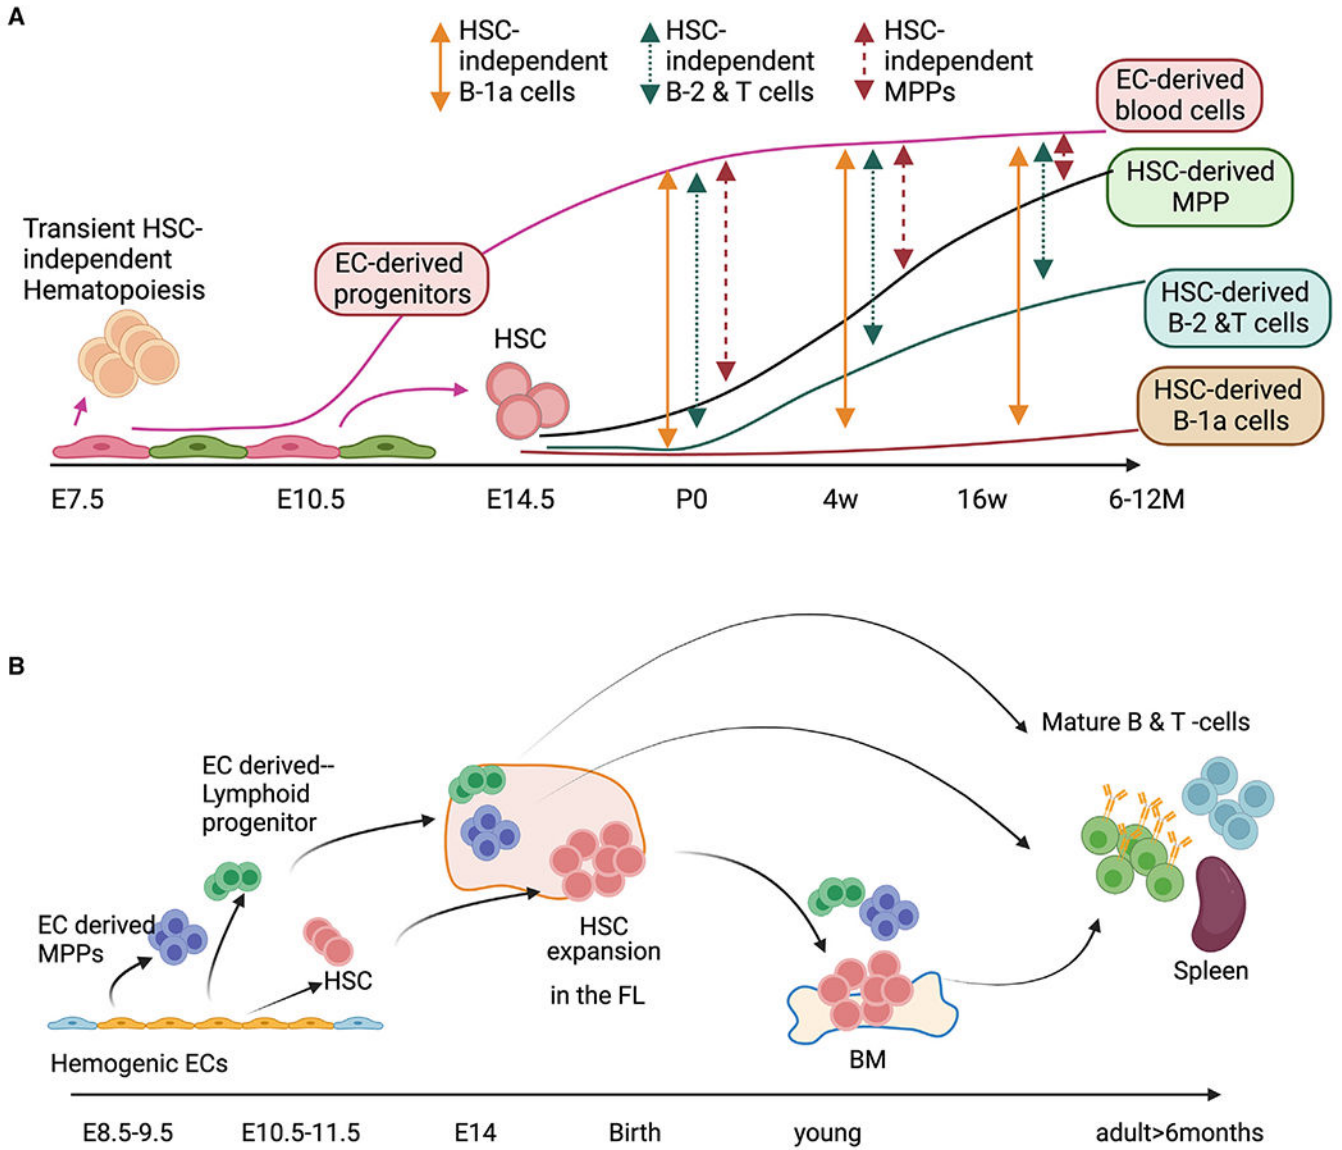 A
HSC-
independent
B-1a cells
HSC-
independent
B-2 & T cells
HSC-
independent
MPPs
EC-derived
blood cells
HSC-derived
MPP
Transient HSC-
independent
Hematopoiesis
EC-derived
progenitors
HSC
HSC-derived
B-2 &T cells
HSC-derived
B-1a cells
E7.5
E10.5
E14.5
P0
4w
16w
6-12M
B
Mature B & T -cells
EC derived--
Lymphoid
progenitor
EC derived
MPPs
HSC
HSC
expansion
in the FL
Spleen
BM
Hemogenic ECs
E8.5-9.5
E10.5-11.5
E14
Birth
young
adult>6months